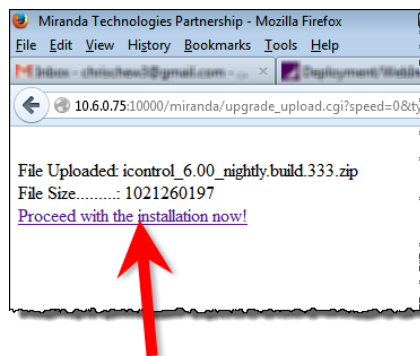 Miranda Technologies Partnership - Mozilla Firefox
File Edit View History Bookmarks Tools Help
10.6.0.75:10000/miranda/upgrade_upload.cgi?speed=0&ty
File Uploaded: icontrol_6.00_nightly.build.333.zip
File Size.........: 1021260197
Proceed with the installation now!